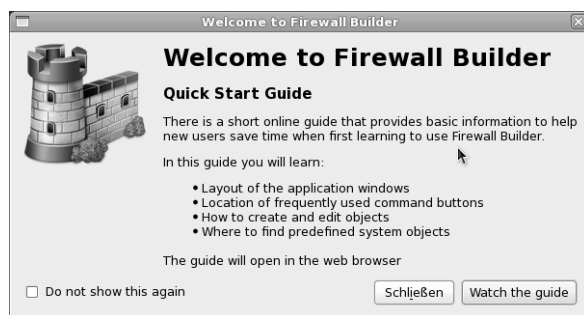 Welcome to Firewall Builder
Welcome to Firewall Builder
Quick Start Guide
There is a short online guide that provides basic information to help
new users save time when first learning to use Firewall Builder.
In this guide you will learn:
• Layout of the application windows
• Location of frequently used command buttons
• How to create and edit objects
• Where to find predefined system objects
The guide will open in the web browser
Do not show this again
Schließen
Watch the guide